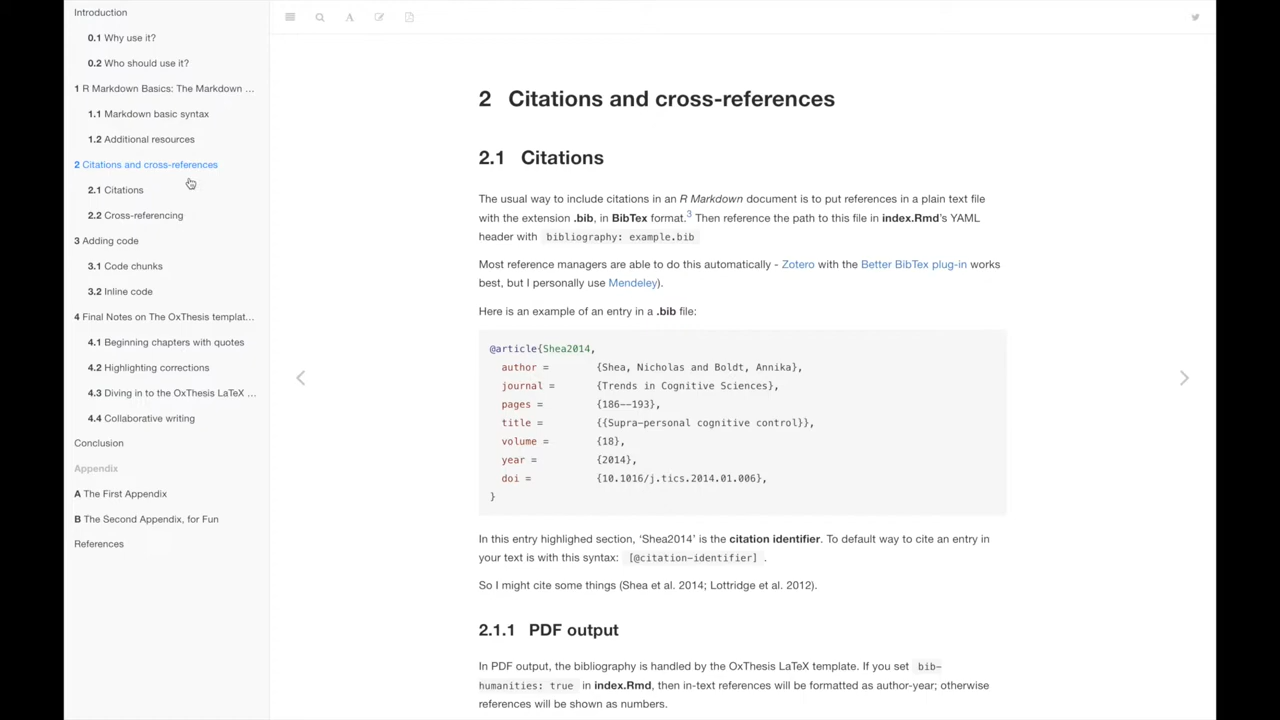 Introduction
0.1 Why use it?
0.2 Who should use it?
1 R Markdown Basics: The Markdown ...
1.1 Markdown basic syntax
1.2 Additional resources
2 Citations and cross-references
2.1 Citations
2.2 Cross-referencing
3 Adding code
3.1 Code chunks
3.2 Inline code
4 Final Notes on The OxThesis templat...
4.1 Beginning chapters with quotes
4.2 Highlighting corrections
4.3 Diving in to the OxThesis LaTeX ...
4.4 Collaborative writing
Conclusion
Appendix
A The First Appendix
B The Second Appendix, for Fun
References
A
2 Citations and cross-references
2.1 Citations
The usual way to include citations in an R Markdown document is to put references in a plain text file
with the extension .bib, in BibTex format.3 Then reference the path to this file in index.Rmd's YAML
header with bibliography: example.bib
Most reference managers are able to do this automatically - Zotero with the Better BibTex plug-in works
best, but I personally use Mendeley).
Here is an example of an entry in a .bib file:
@article{Shea2014,
author = {Shea, Nicholas and Boldt, Annika},
journal = {Trends in Cognitive Sciences},
pages = {186--193},
title = {{Supra-personal cognitive control}},
volume = {18},
year = {2014},
doi = {10.1016/j.tics.2014.01.006},
}
In this entry highlighed section, 'Shea2014' is the citation identifier. To default way to cite an entry in
your text is with this syntax: [@citation-identifier] .
So I might cite some things (Shea et al. 2014; Lottridge et al. 2012).
2.1.1 PDF output
In PDF output, the bibliography is handled by the OxThesis LaTeX template. If you set bib-
humanities: true in index.Rmd, then in-text references will be formatted as author-year; otherwise
references will be shown as numbers.